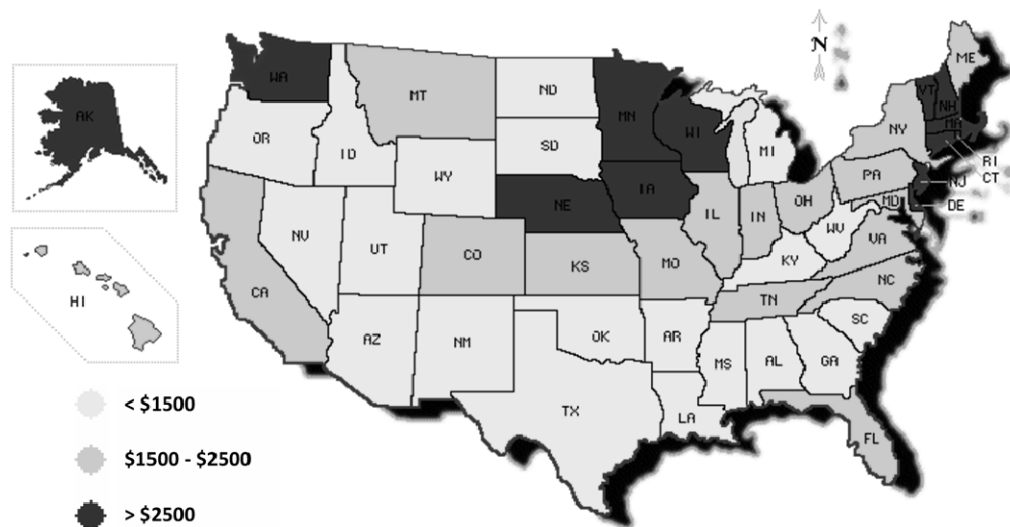 N
ME
WA
VT
NH
MT
ND
MN
AK
MA
OR
ID
SD
WI
NY
MI
RI
CT
WY
PA
NJ
IA
OH
MD
DE
NE
IL
IN
WV
NV
UT
CO
VA
KS
MO
KY
CA
NC
TN
HI
OK
AR
SC
AZ
NM
MS
AL
GA
< $1500
TX
LA
FL
$1500 - $2500
> $2500